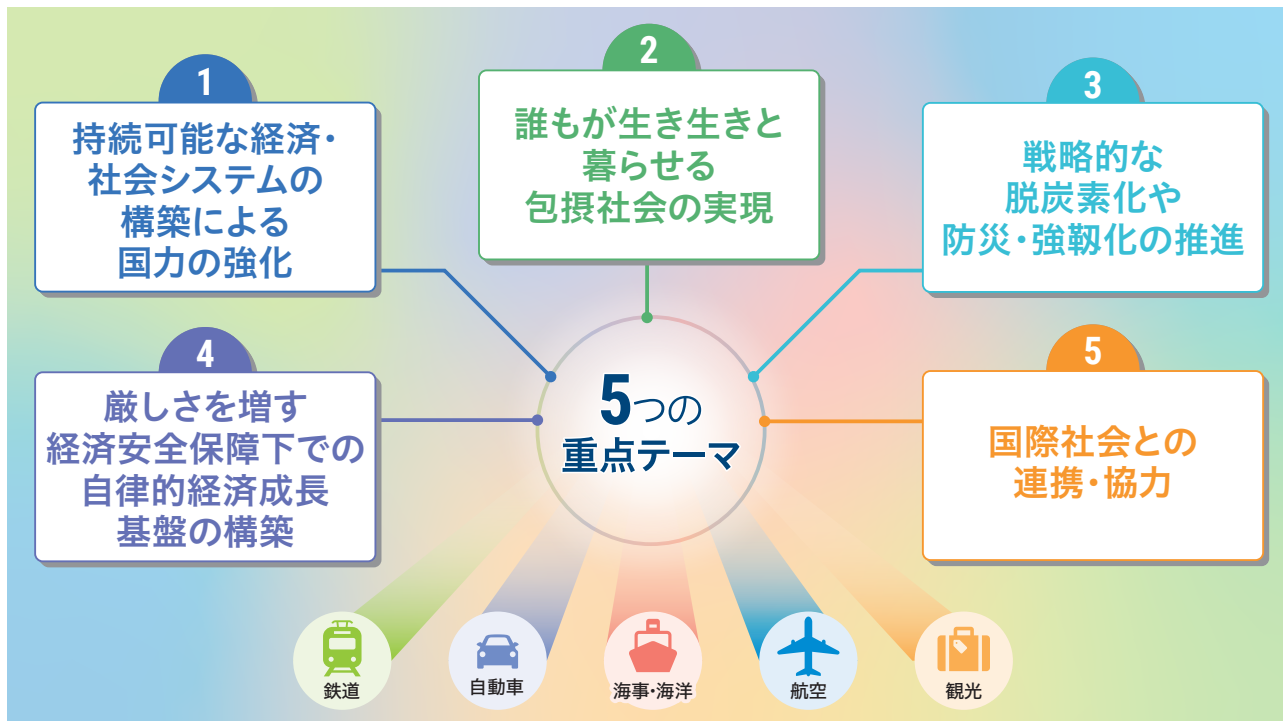 1
持続可能な経済・
社会システムの
構築による
国力の強化
2
誰もが生き生きと
暮らせる
包摂社会の実現
3
戦略的な
脱炭素化や
防災・強靱化の推進
4
厳しさを増す
経済安全保障下での
自律的経済成長
基盤の構築
5つの
重点テーマ
5
国際社会との
連携・協力
鉄道
自動車
海事・海洋
航空
観光